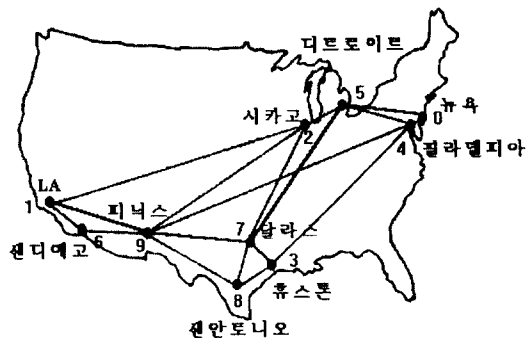 디트로이트
5
뉴욕
0
시카고
2
4
필라델피아
LA
1
피닉스
7
달라스
샌디에고
6
9
3
휴스톤
8
샌안토니오